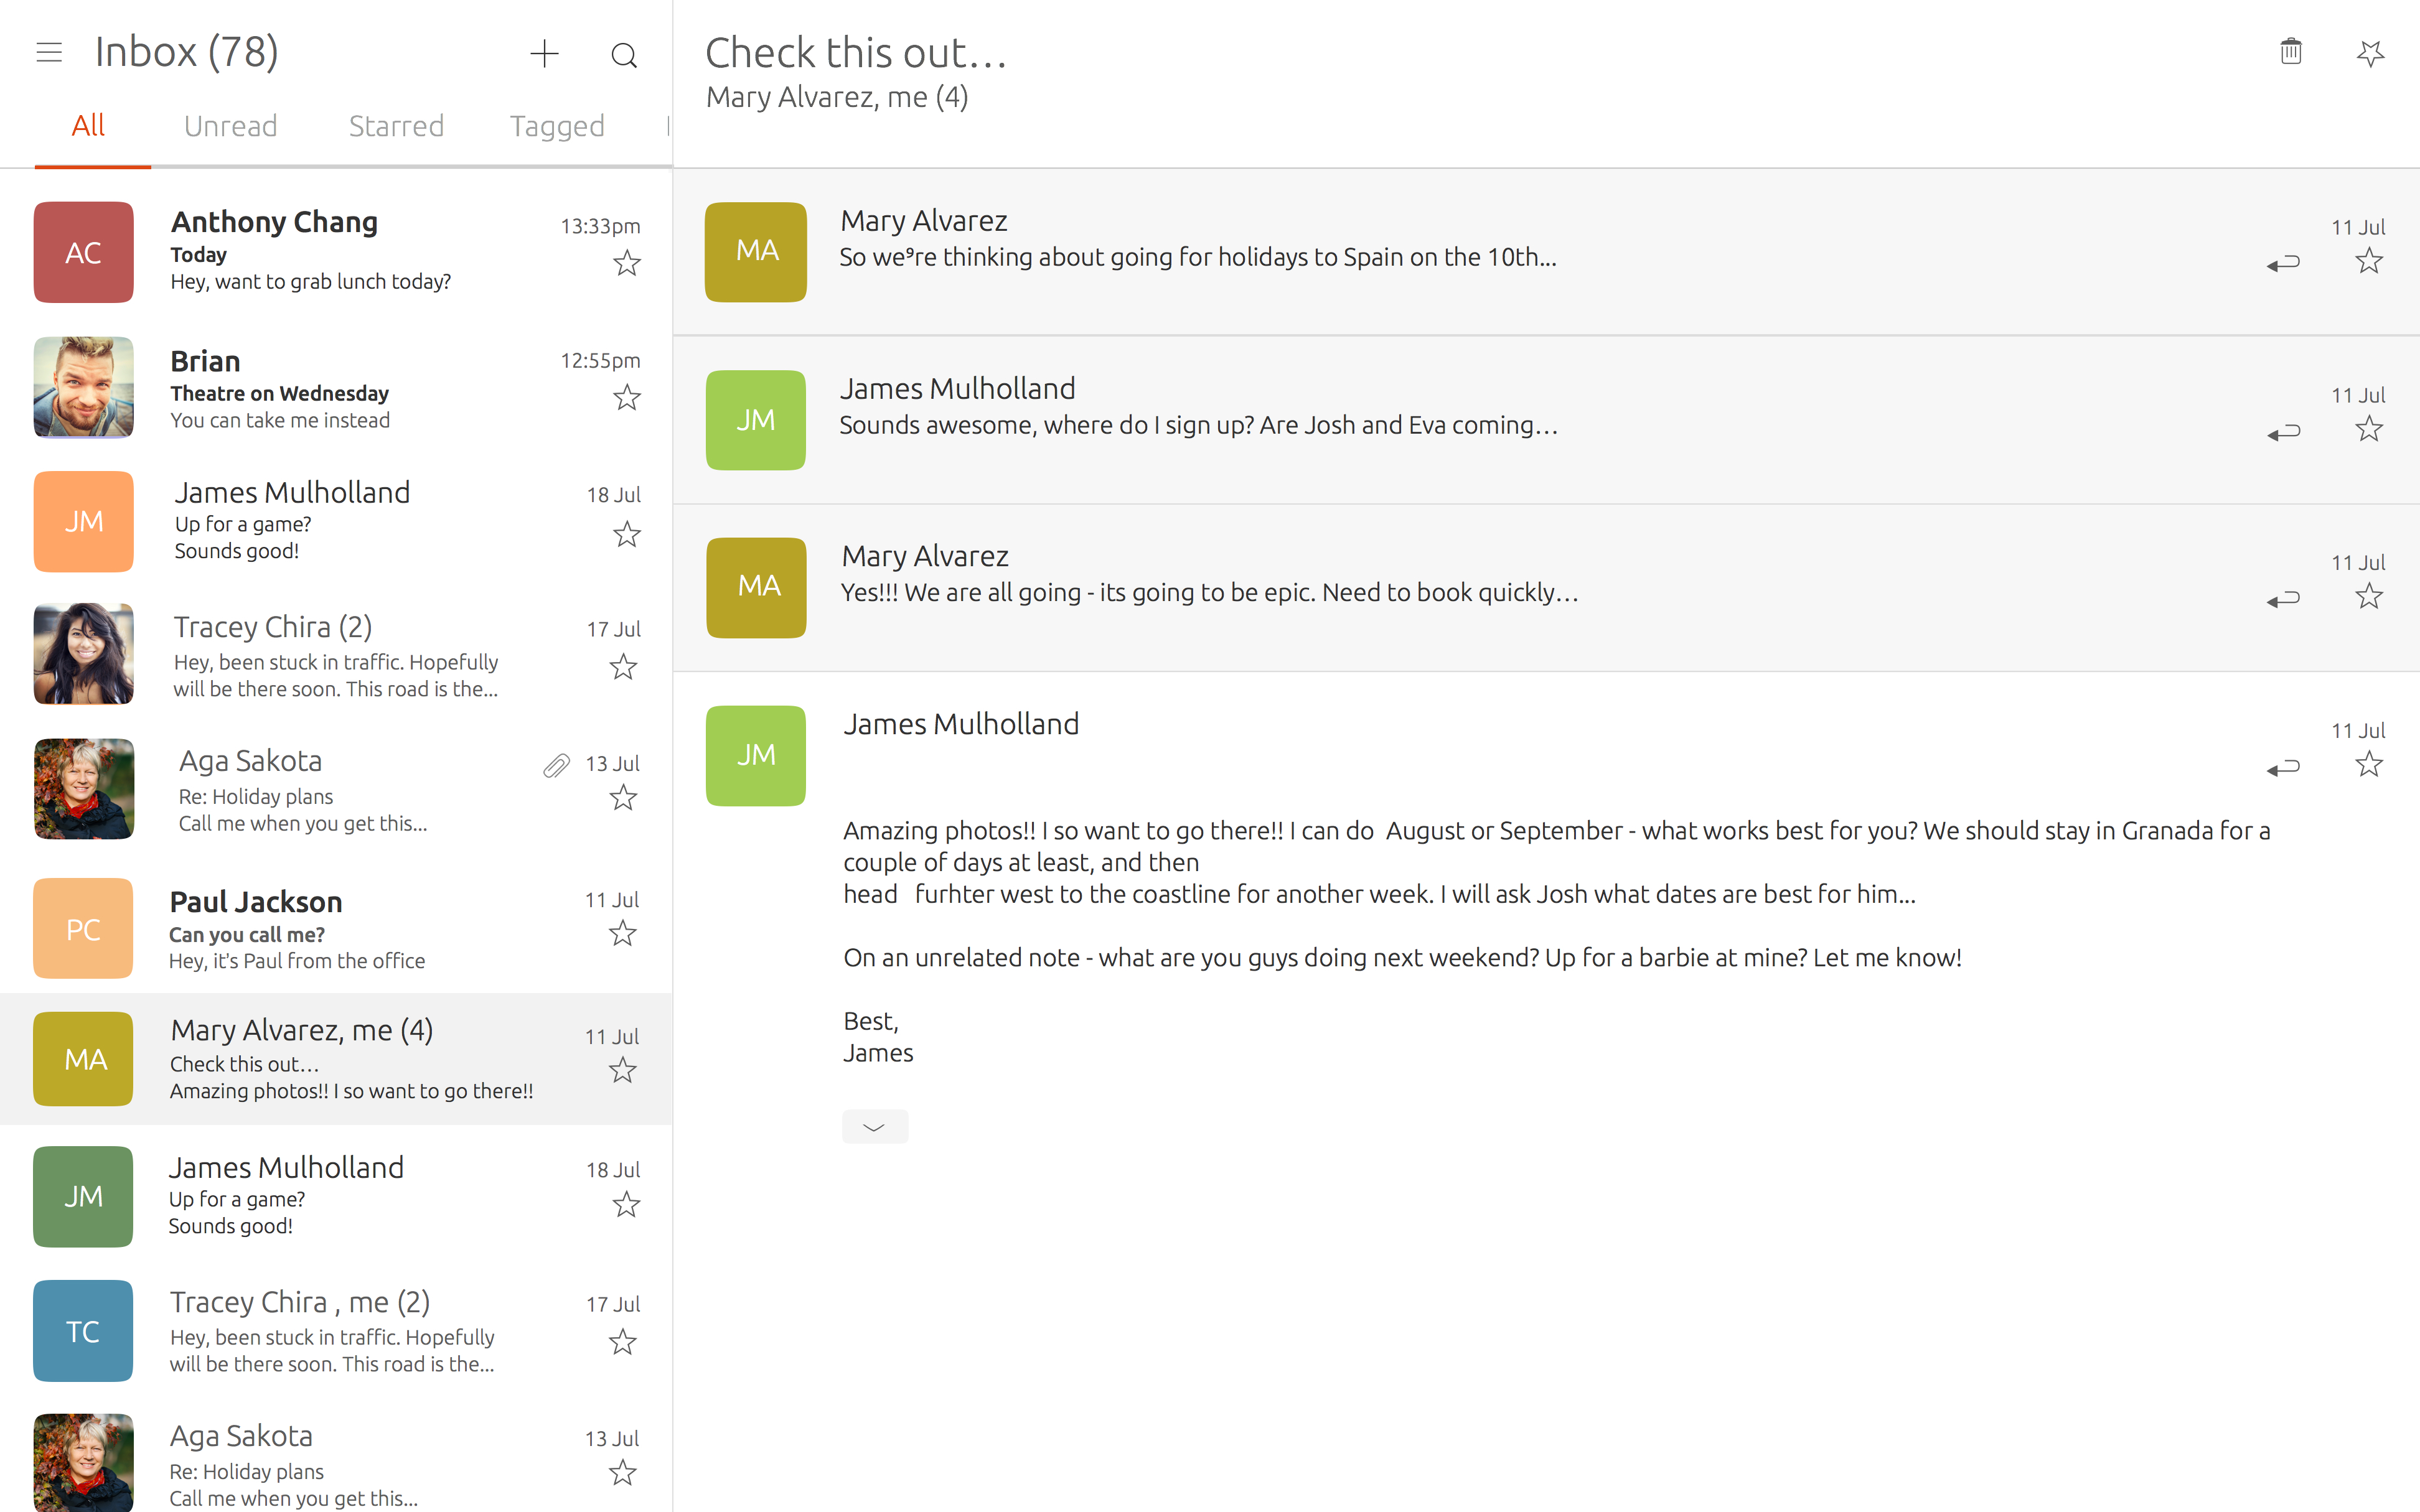 Inbox (78)
All Unread Starred Tagged
AC
Anthony Chang 13:33pm
Today
Hey, want to grab lunch today?
Brian 12:55pm
Theatre on Wednesday
You can take me instead
JM
James Mulholland 18 Jul
Up for a game?
Sounds good!
Tracey Chira (2) 17 Jul
Hey, been stuck in traffic. Hopefully
will be there soon. This road is the...
Aga Sakota 13 Jul
Re: Holiday plans
Call me when you get this...
PC
Paul Jackson 11 Jul
Can you call me?
Hey, it's Paul from the office
MA
Mary Alvarez, me (4) 11 Jul
Check this out…
Amazing photos!! I so want to go there!!
JM
James Mulholland 18 Jul
Up for a game?
Sounds good!
TC
Tracey Chira , me (2) 17 Jul
Hey, been stuck in traffic. Hopefully
will be there soon. This road is the...
Aga Sakota 13 Jul
Re: Holiday plans
Call me when you get this...
Check this out…
Mary Alvarez, me (4)
MA
Mary Alvarez 11 Jul
So we⁹re thinking about going for holidays to Spain on the 10th...
JM
James Mulholland 11 Jul
Sounds awesome, where do I sign up? Are Josh and Eva coming…
MA
Mary Alvarez 11 Jul
Yes!!! We are all going - its going to be epic. Need to book quickly…
JM
James Mulholland 11 Jul
Amazing photos!! I so want to go there!! I can do  August or September - what works best for you? We should stay in Granada for a
couple of days at least, and then
head   furhter west to the coastline for another week. I will ask Josh what dates are best for him...
On an unrelated note - what are you guys doing next weekend? Up for a barbie at mine? Let me know!
Best,
James